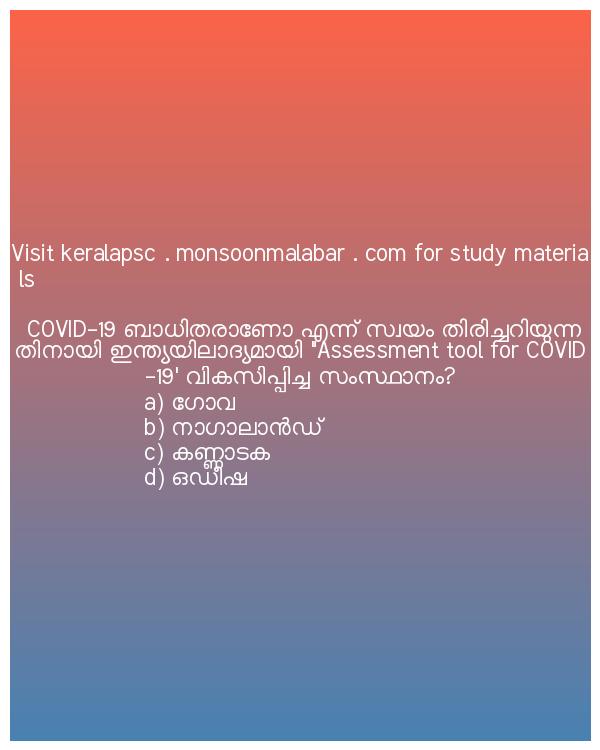 Visit keralapsc . monsoonmalabar . com for study materia
ls
COVID-19 ബാധിതരാണോ എന്ന് സ്വയം തിരിച്ചറിയുന്ന
തിനായി ഇന്ത്യയിലാദ്യമായി "Assessment tool for COVID
-19' വികസിപ്പിച്ച സംസ്ഥാനം?
a) ഗോവ
b) നാഗാലാൻഡ്
c) കണ്ണാടക
d) ഒഡീഷ